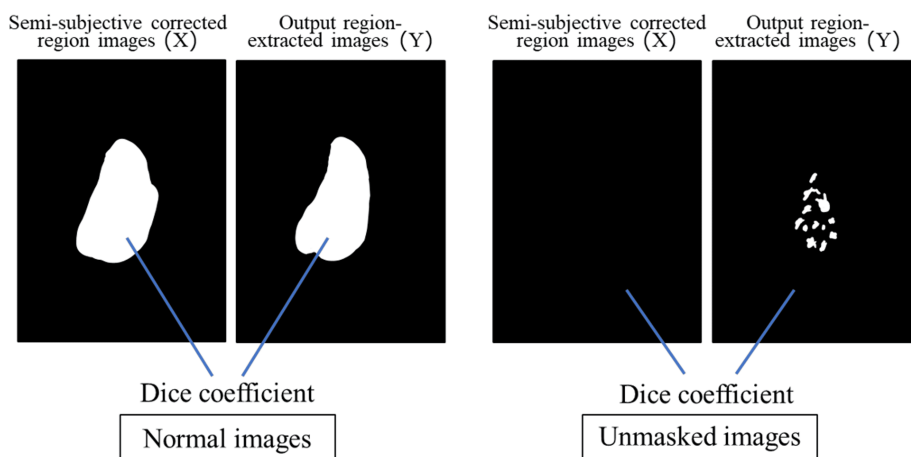 Semi-subjective corrected
region images (X)
Output region-
extracted images (Y)
Dice coefficient
Normal images
Semi-subjective corrected
region images (X)
Output region-
extracted images (Y)
Dice coefficient
Unmasked images